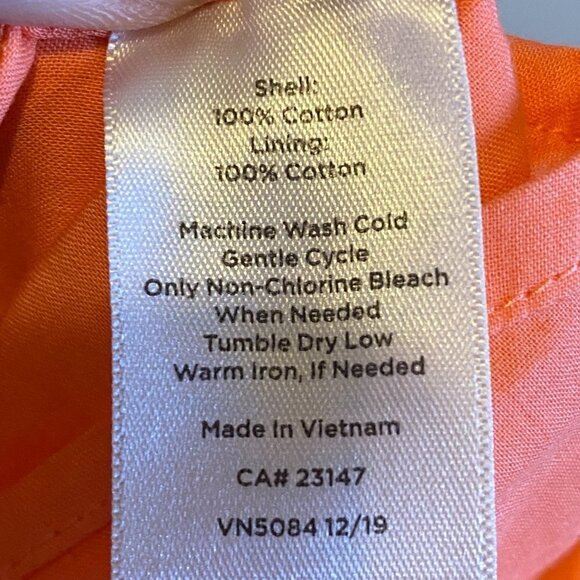 Shell:
100% Cotton
Lining:
100% Cotton
Machine Wash Cold
Gentle Cycle
Only Non-Chlorine Bleach
When Needed
Tumble Dry Low
Warm Iron, If Needed
Made In Vietnam
CA# 23147
VN5084 12/19